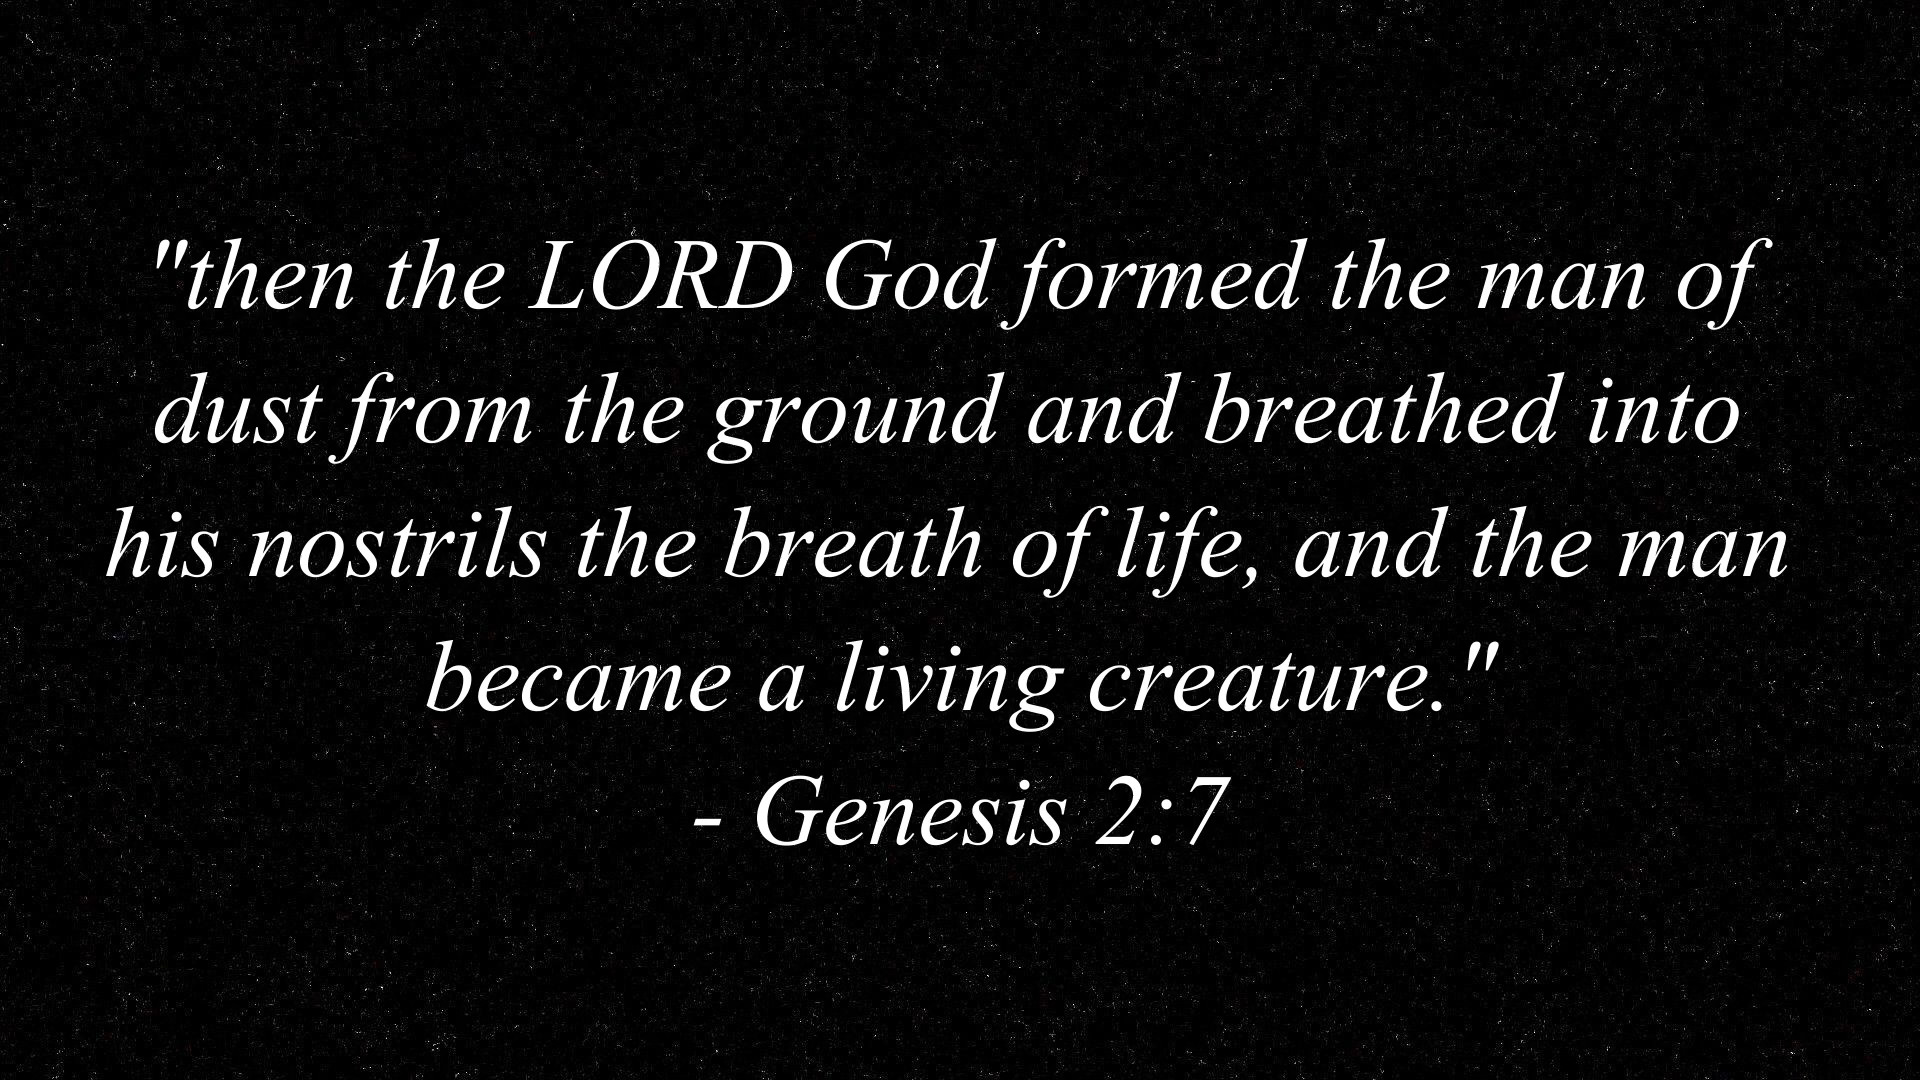 "then the LORD God formed the man of
dust from the ground and breathed into
his nostrils the breath of life, and the man
became a living creature."
- Genesis 2:7